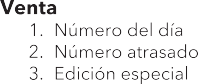 Venta
1. Número del día
2. Número atrasado
3. Edición especial